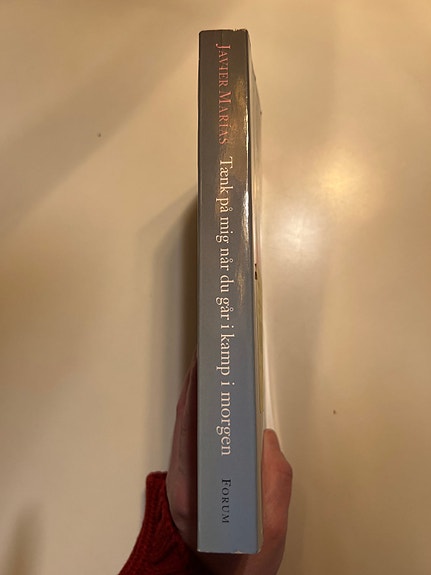 JAVIER MARÍAS Tænk på mig når du går i kamp i morgen FORUM